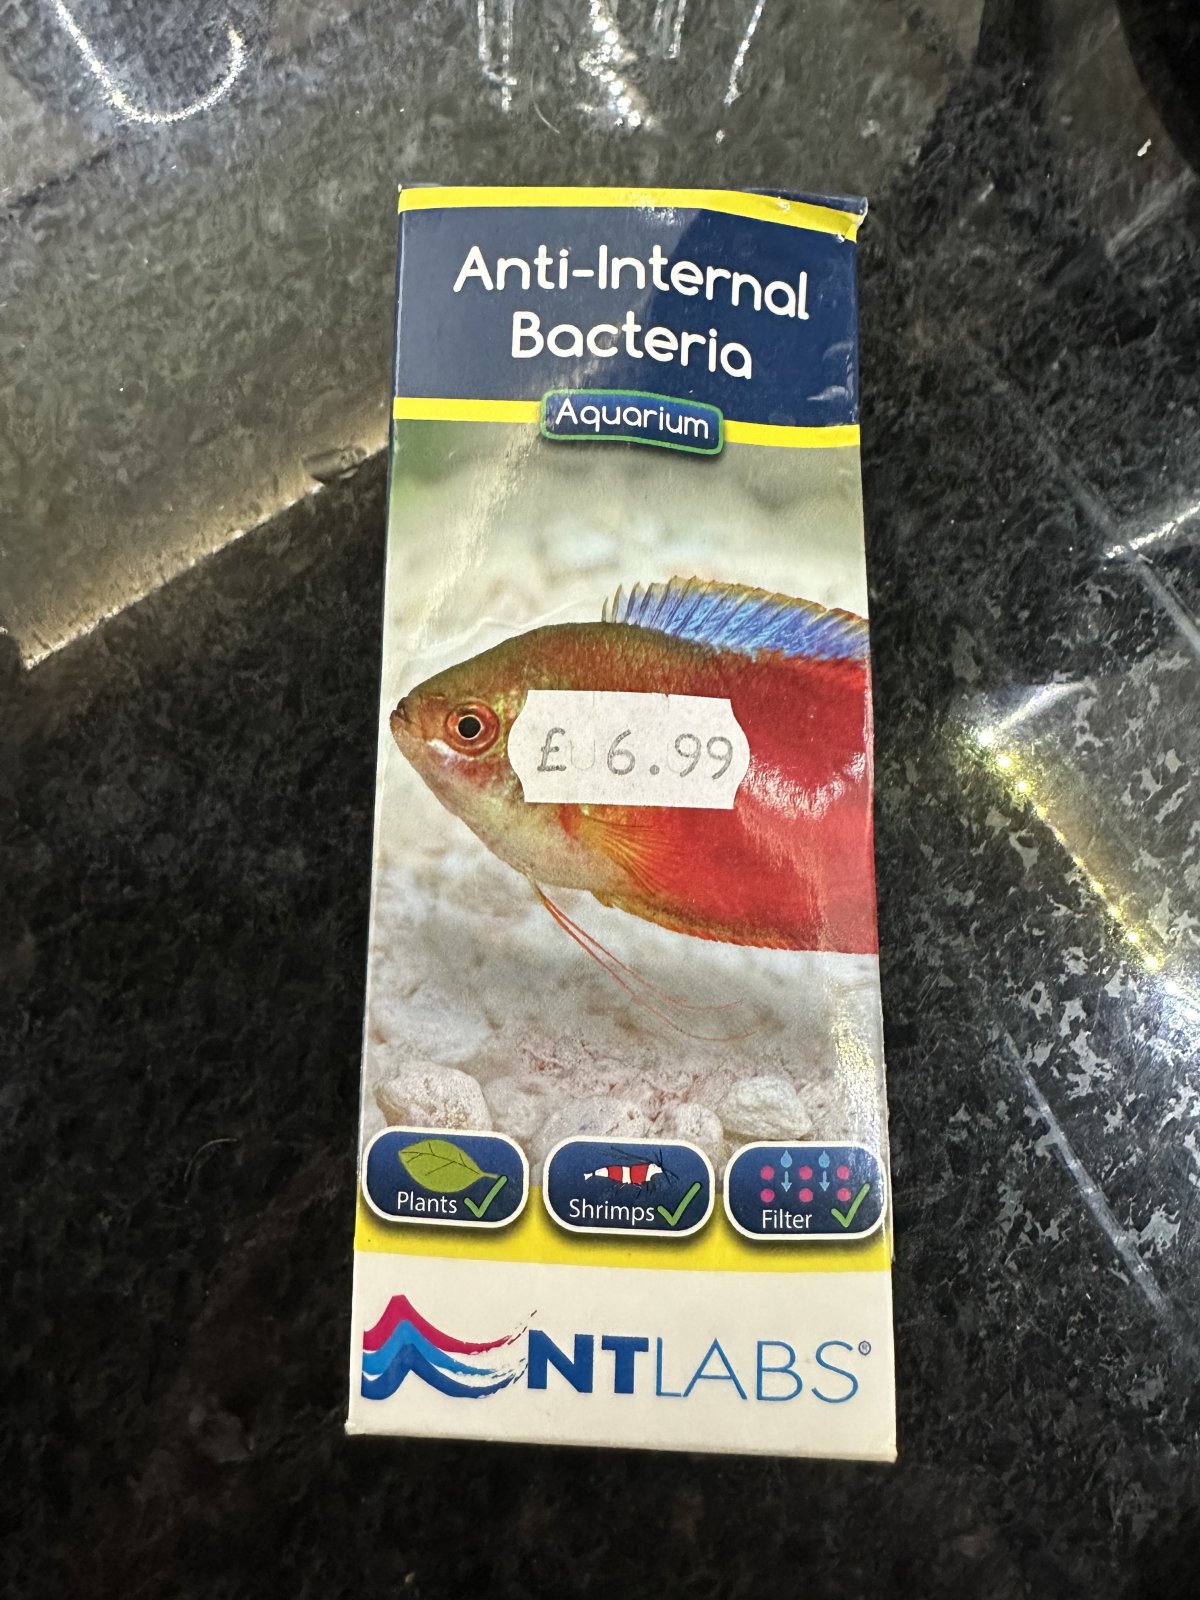 Anti-Internal
Bacteria
Aquarium
£ 6.99
Plants
Shrimps
Filter
NTLABS®